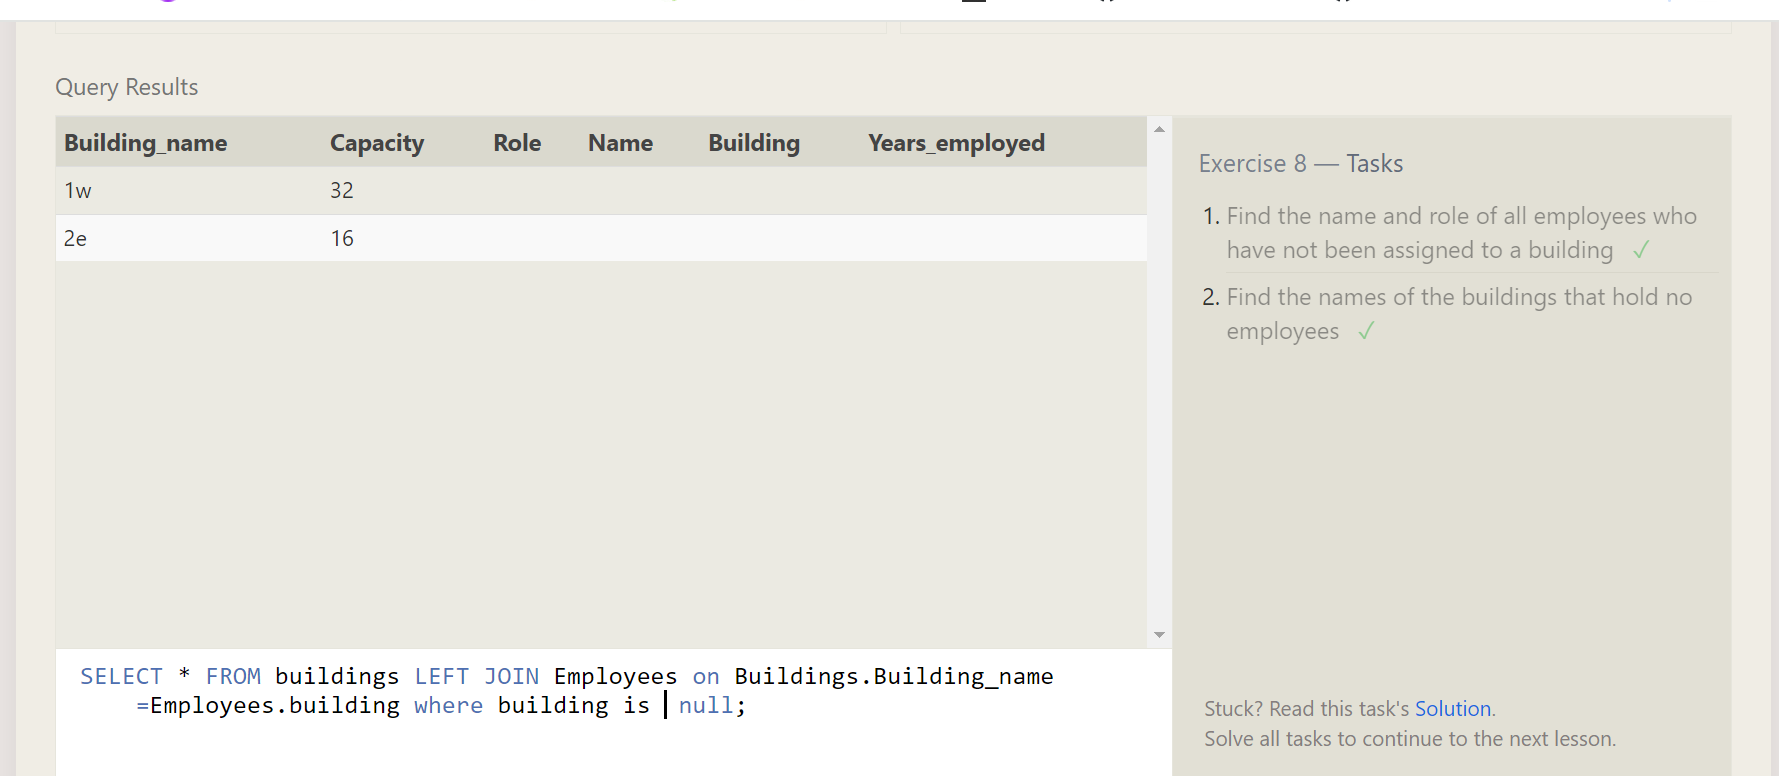 Query Results
Building_name Capacity Role Name Building Years_employed
1w 32
2e 16
Exercise 8 — Tasks
1. Find the name and role of all employees who
have not been assigned to a building ✓
2. Find the names of the buildings that hold no
employees ✓
SELECT * FROM buildings LEFT JOIN Employees on Buildings.Building_name
=Employees.building where building is null;
Stuck? Read this task's Solution.
Solve all tasks to continue to the next lesson.